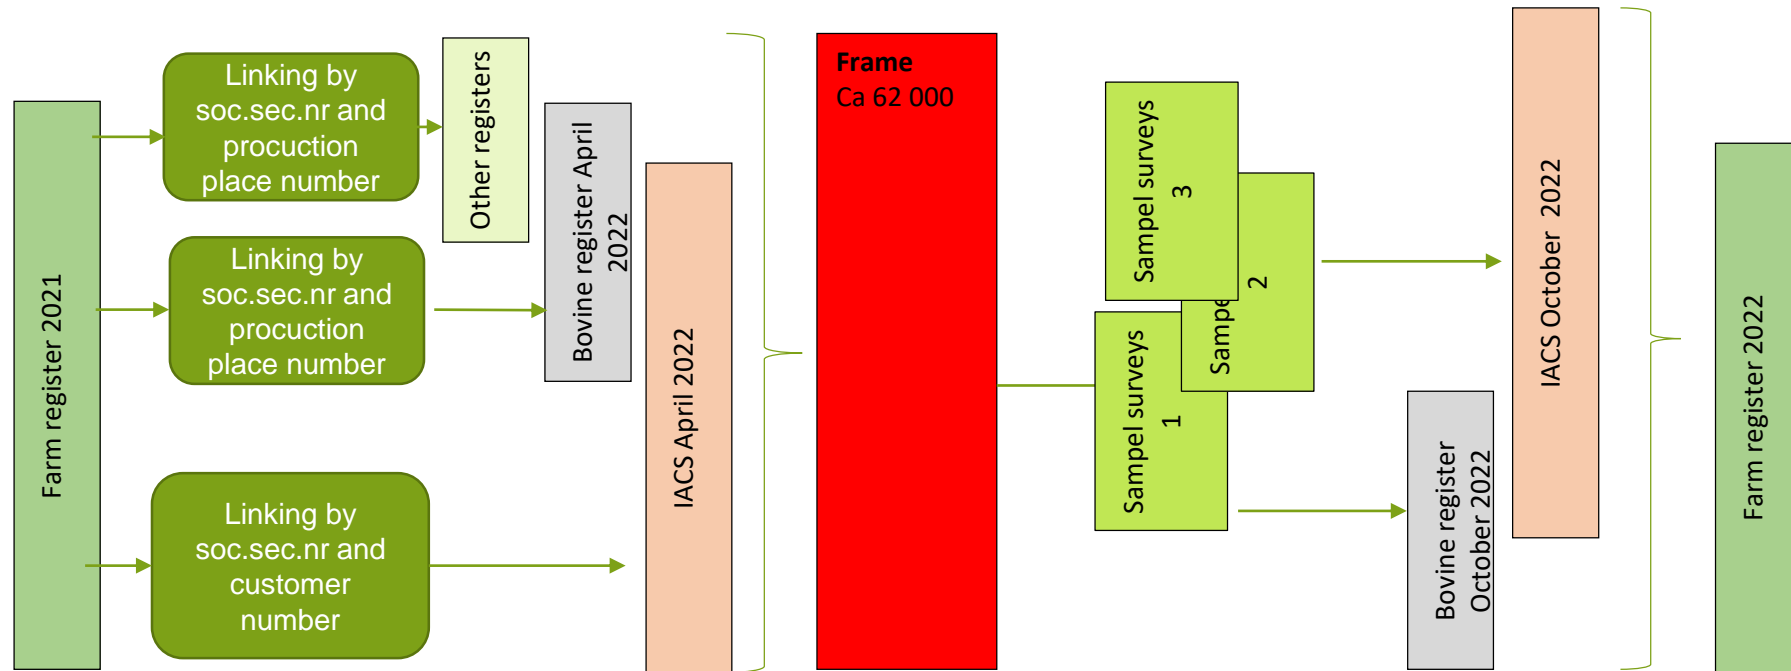 Farm register 2021
Linking by
soc.sec.nr and
procuction
place number
Linking by
soc.sec.nr and
procuction
place number
Linking by
soc.sec.nr and
customer
number
Other registers
Bovine register April
2022
IACS April 2022
Frame
Ca 62 000
Sampel surveys
3
Sampe
2
Sampel surveys
1
Bovine register
October 2022
IACS October 2022
Farm register 2022